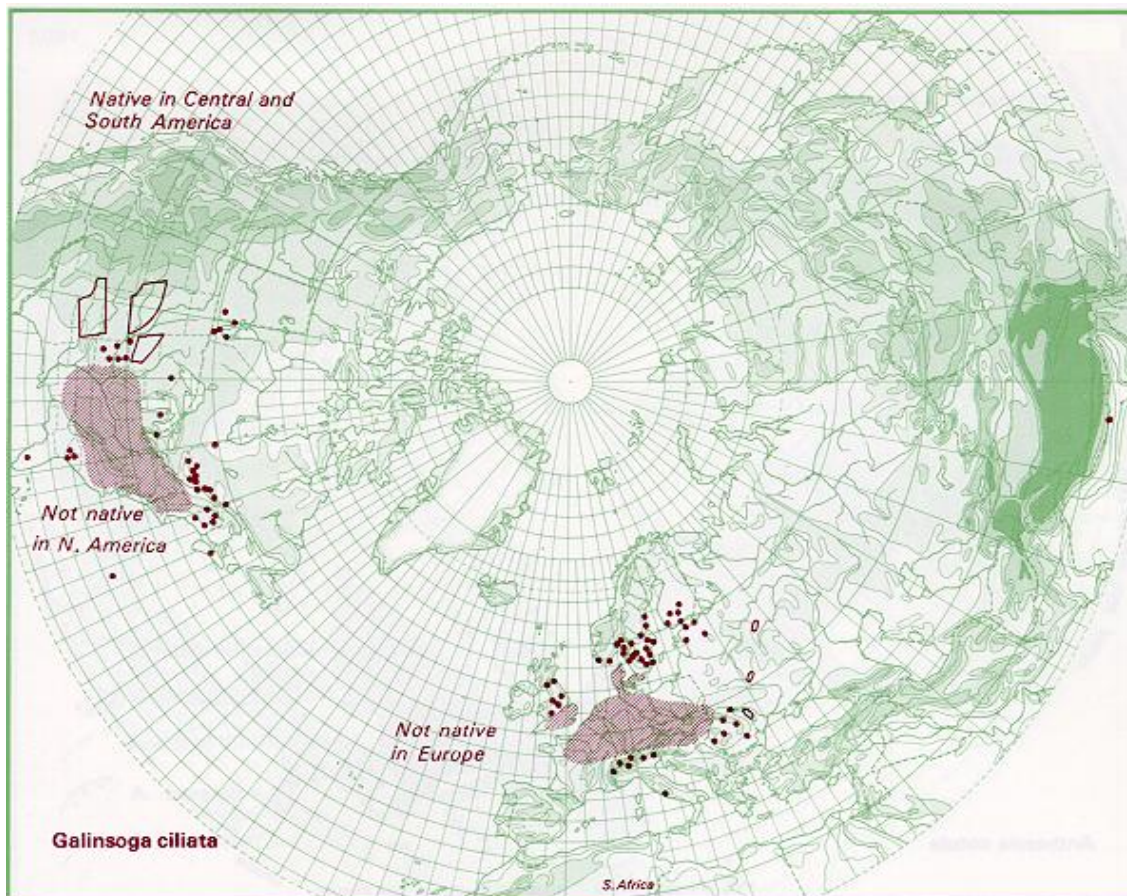 Native in Central and
South America
Not native
in N. America
Not native
in Europe
Galinsoga ciliata
S. Africa